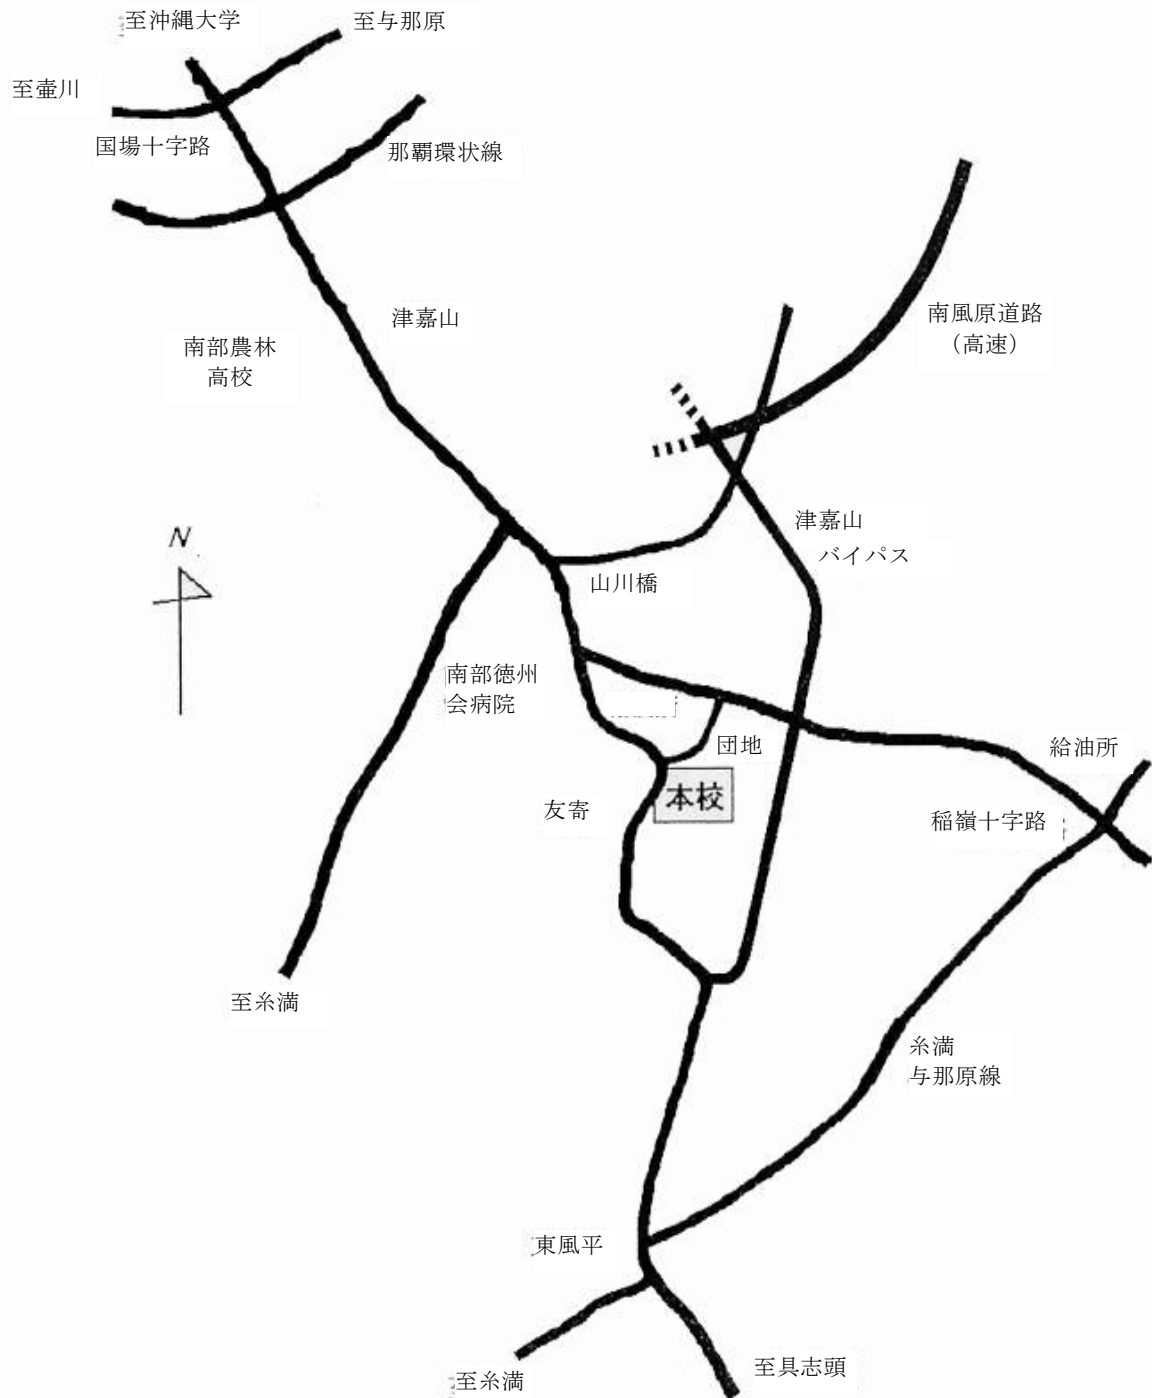 至沖縄大学
至与那原
至壷川
国場十字路
那覇環状線
津嘉山
南風原道路
（高速）
南部農林
高校
津嘉山
バイパス
N
山川橋
南部徳州
会病院
団地
給油所
本校
友寄
稲嶺十字路
至糸満
糸満
与那原線
東風平
至具志頭
至糸満